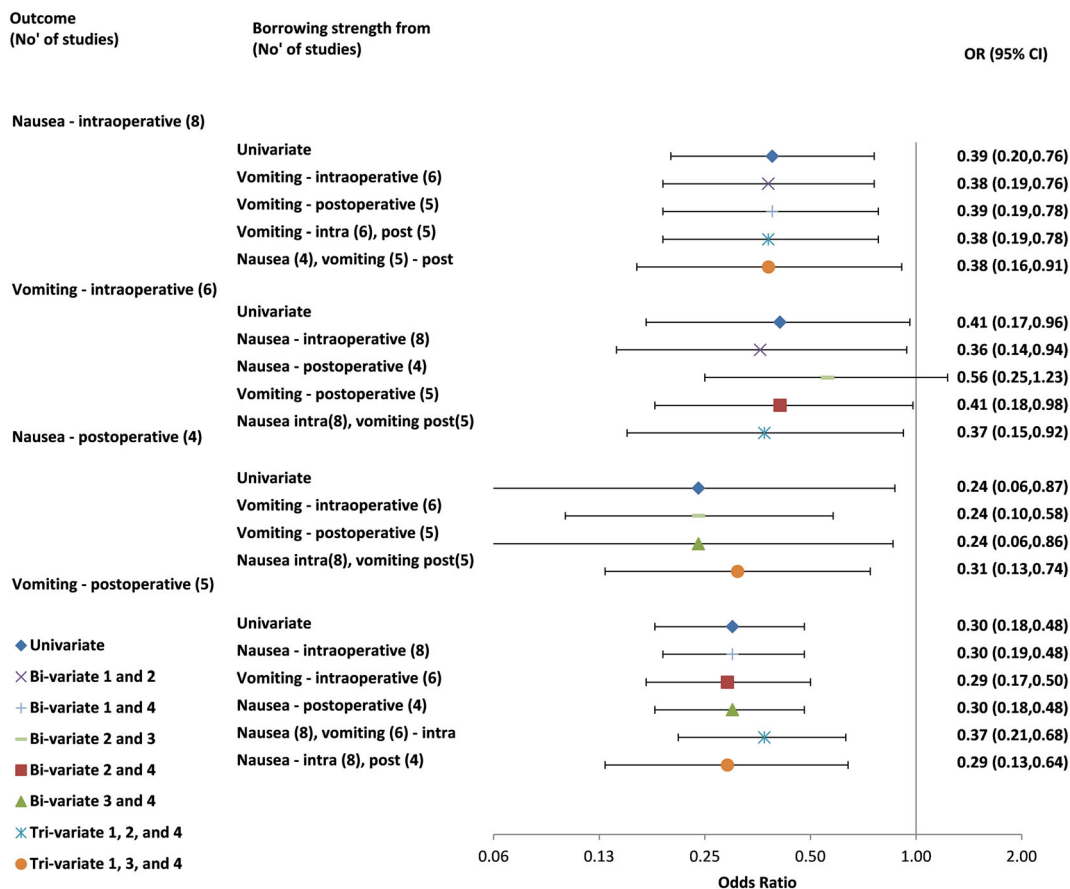 Outcome
(No' of studies)
Borrowing strength from
(No' of studies)
OR (95% CI)
Nausea - intraoperative (8)
Univariate 0.39 (0.20,0.76)
Vomiting - intraoperative (6) 0.38 (0.19,0.76)
Vomiting - postoperative (5) 0.39 (0.19,0.78)
Vomiting - intra (6), post (5) 0.38 (0.19,0.78)
Nausea (4), vomiting (5) - post 0.38 (0.16,0.91)
Vomiting - intraoperative (6)
Univariate 0.41 (0.17,0.96)
Nausea - intraoperative (8) 0.36 (0.14,0.94)
Nausea - postoperative (4) 0.56 (0.25,1.23)
Vomiting - postoperative (5) 0.41 (0.18,0.98)
Nausea intra(8), vomiting post(5) 0.37 (0.15,0.92)
Nausea - postoperative (4)
Univariate 0.24 (0.06,0.87)
Vomiting - intraoperative (6) 0.24 (0.10,0.58)
Vomiting - postoperative (5) 0.24 (0.06,0.86)
Nausea intra(8), vomiting post(5) 0.31 (0.13,0.74)
Vomiting - postoperative (5)
Univariate 0.30 (0.18,0.48)
Nausea - intraoperative (8) 0.30 (0.19,0.48)
Vomiting - intraoperative (6) 0.29 (0.17,0.50)
Nausea - postoperative (4) 0.30 (0.18,0.48)
Nausea (8), vomiting (6) - intra 0.37 (0.21,0.68)
Nausea - intra (8), post (4) 0.29 (0.13,0.64)
Univariate
Bi-variate 1 and 2
Bi-variate 1 and 4
Bi-variate 2 and 3
Bi-variate 2 and 4
Bi-variate 3 and 4
Tri-variate 1, 2, and 4
Tri-variate 1, 3, and 4
0.06 0.13 0.25 0.50 1.00 2.00
Odds Ratio